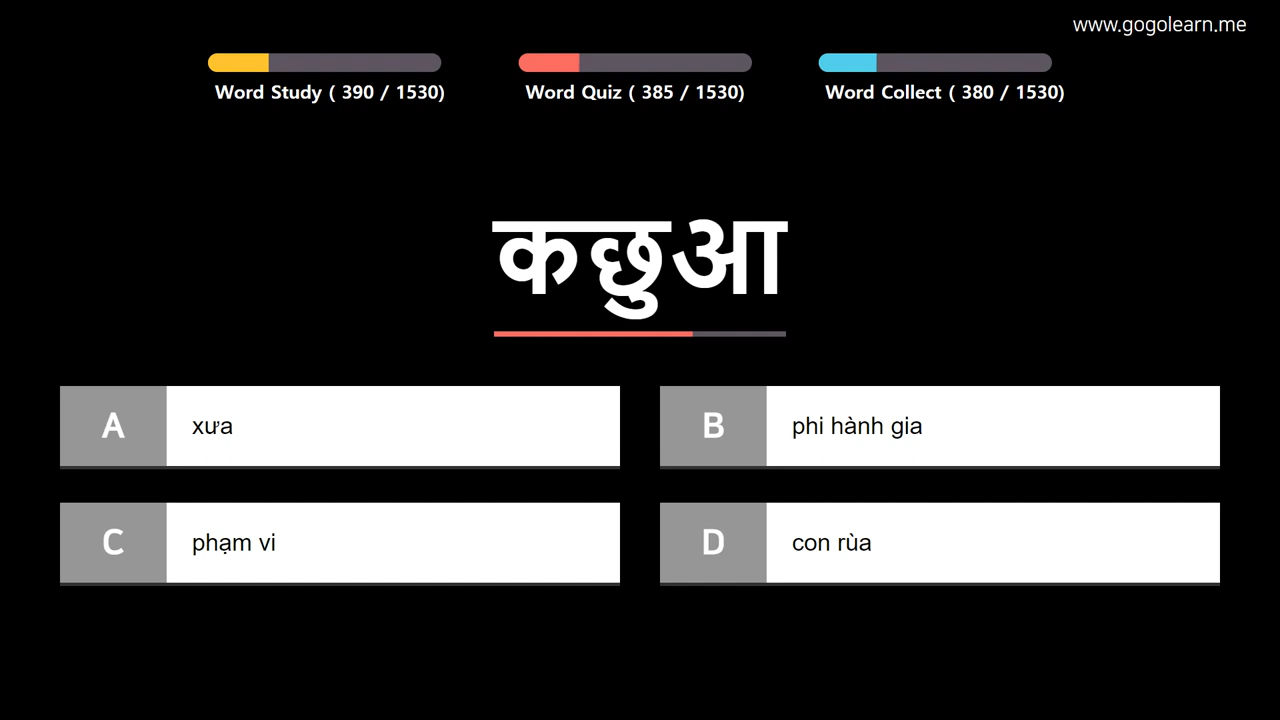 www.gogolearn.me
Word Study ( 390 / 1530)
Word Quiz ( 385 / 1530)
Word Collect ( 380 / 1530)
कछुआ
A
xưa
B
phi hành gia
C
phạm vi
D
con rùa